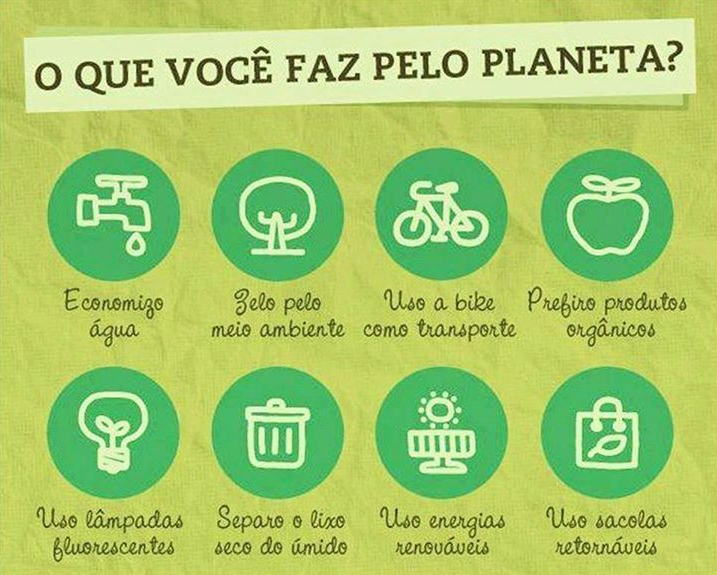 O QUE VOCÊ FAZ PELO PLANETA?
Economizo
água
Zelo pelo
meio ambiente
Uso a bike
como transporte
Prefiro produtos
orgânicos
Uso lâmpadas
fluorescentes
Separo o lixo
seco do úmido
Uso energias
renováveis
Uso sacolas
retornáveis